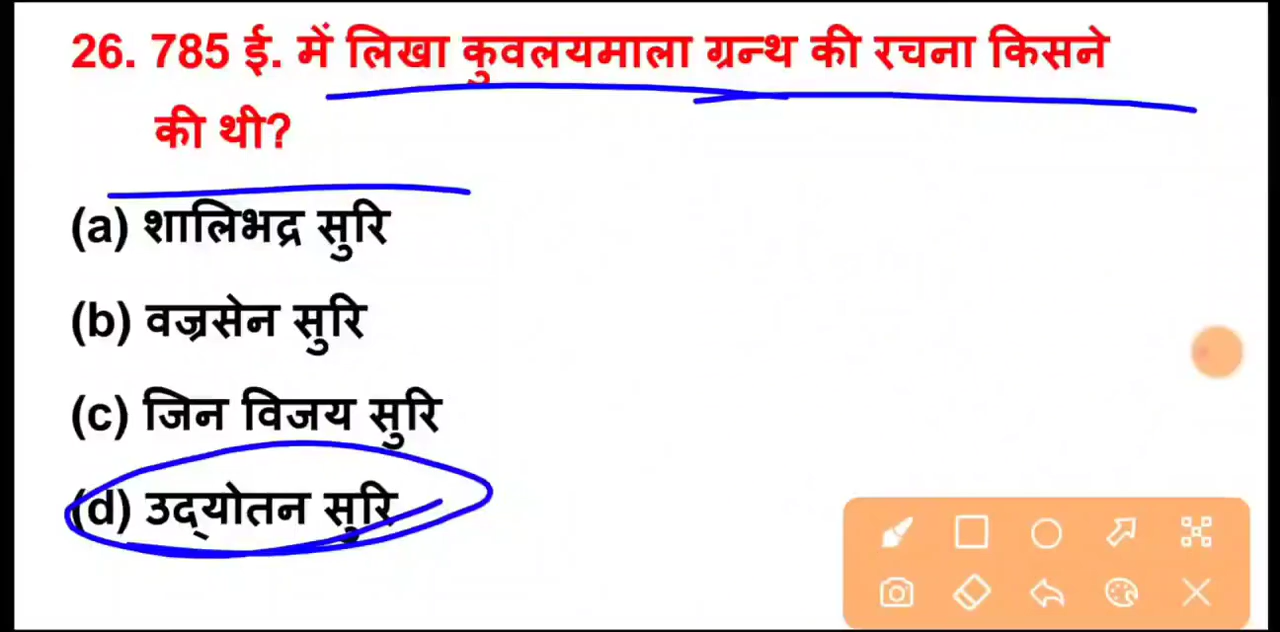 26. 785 ई. में लिखा कुवलयमाला ग्रन्थ की रचना किसने
की थी?
(a) शालिभद्र सुरि
(b) वज्रसेन सुरि
(c) जिन विजय सुरि
(d) उद्‌योतन सुरि